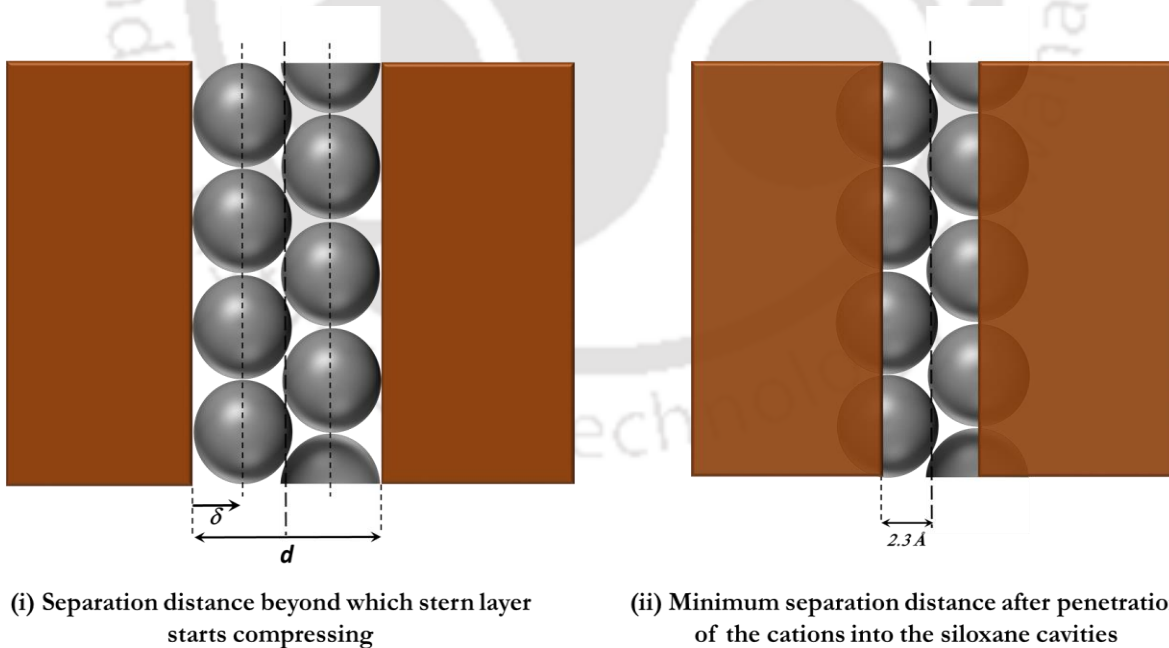 δ
d
2.3 Å
(i) Separation distance beyond which stern layer
starts compressing
(ii) Minimum separation distance after penetratio
of the cations into the siloxane cavities
echnolo